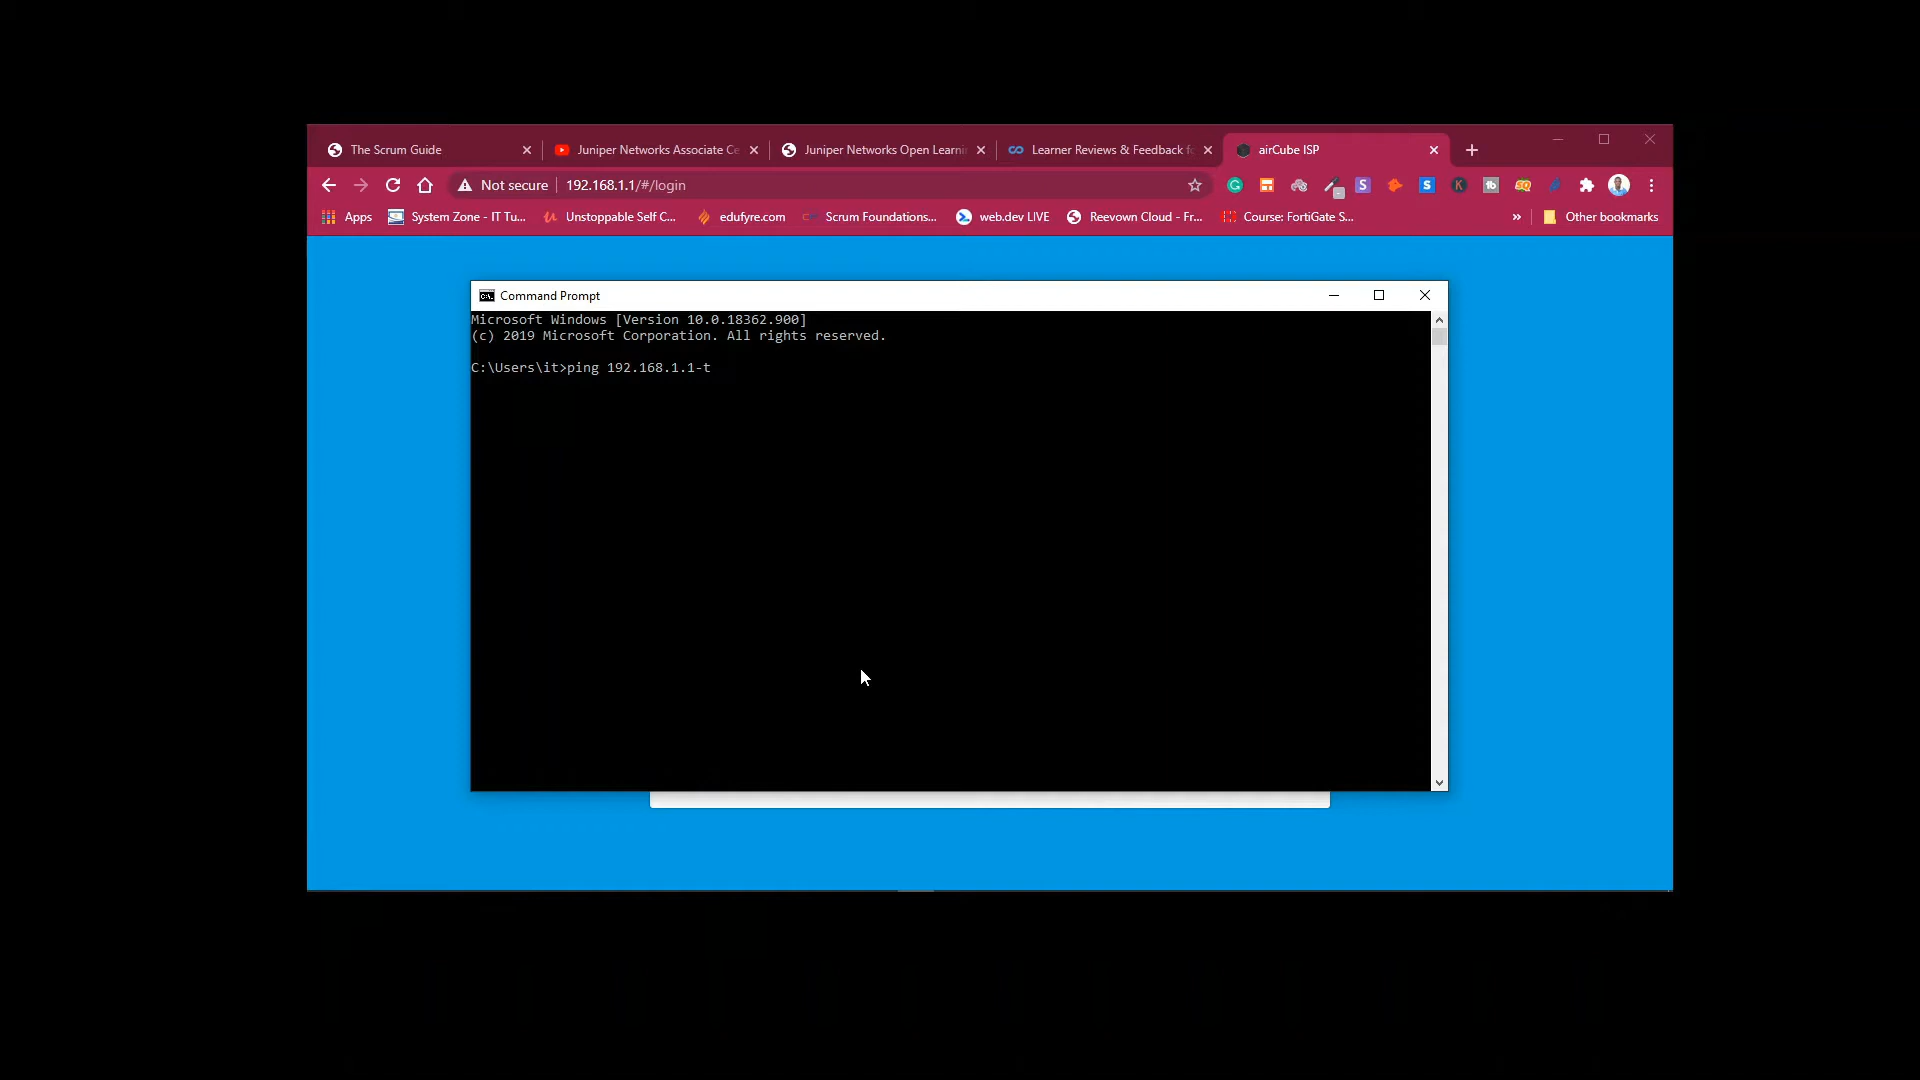 The Scrum Guide
Juniper Networks Associate Ce
Juniper Networks Open Learni
Learner Reviews & Feedback fo
airCube ISP
Not secure
192.168.1.1/#/login
Apps
System Zone - IT Tu...
Unstoppable Self C...
edufyre.com
Scrum Foundations...
web.dev LIVE
Reevown Cloud - Fr...
Course: FortiGate S...
»
Other bookmarks
Command Prompt
Microsoft Windows [Version 10.0.18362.900]
(c) 2019 Microsoft Corporation. All rights reserved.
C:\Users\it>ping 192.168.1.1-t